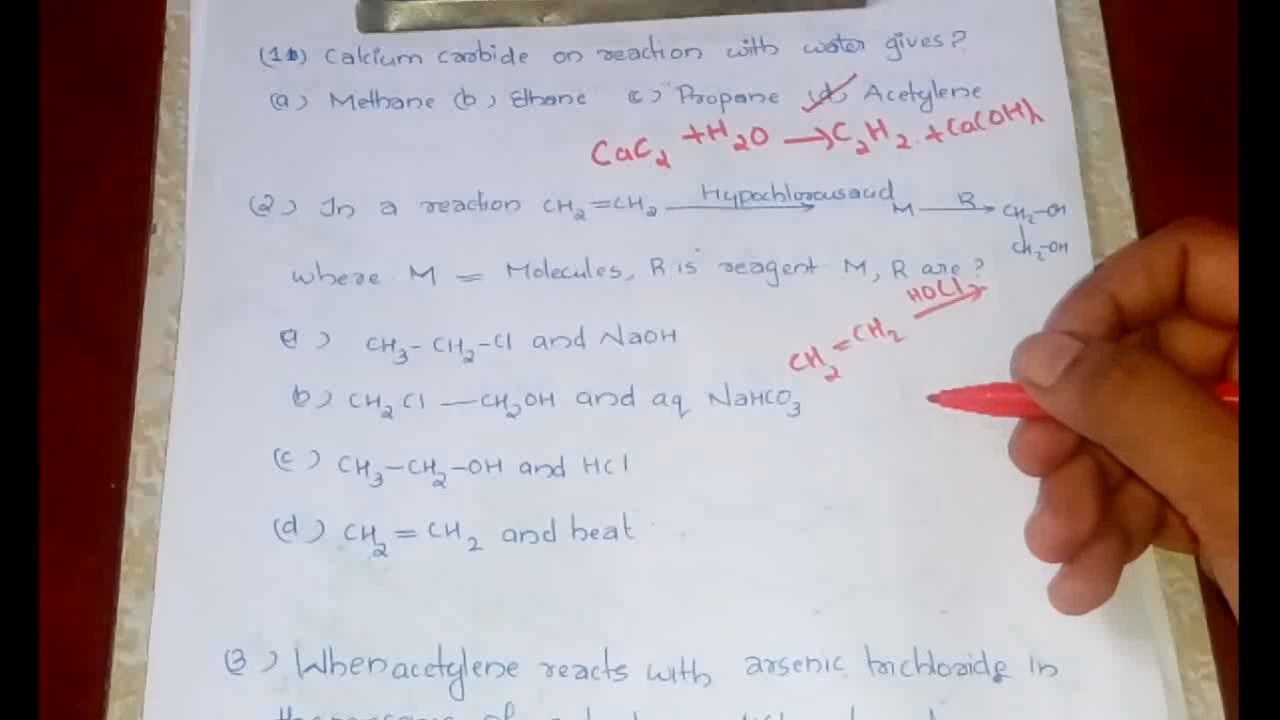 (1) Calcium carbide on reaction with water gives?
(a) Methane (b) Ethane (c) Propane (d) Acetylene
CaC₂ + H₂O → C₂H₂ + Ca(OH)₂
(2) In a reaction CH₂=CH₂ Hypochlorous acid → M R → CH₂-OH
CH₂-OH
where M = Molecules, R is reagent M, R are?
CH₂=CH₂ HOCl →
a) CH₃-CH₂-Cl and NaOH
b) CH₂Cl—CH₂OH and aq NaHCO₃
(c) CH₃-CH₂-OH and HCl
(d) CH₂=CH₂ and heat
(3) When acetylene reacts with arsenic trichloride in